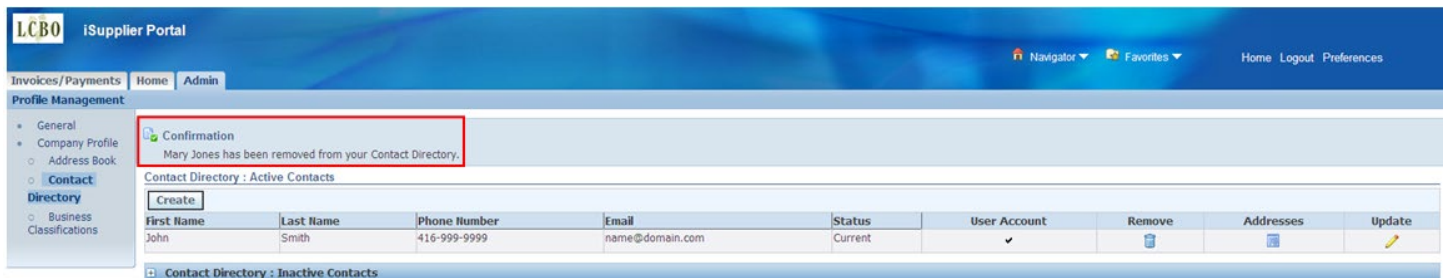 LCBO iSupplier Portal
Navigator Favorites Home Logout Preferences
Invoices/Payments Home Admin
Profile Management
General
Company Profile
Address Book
Contact
Directory
Business
Classifications
Confirmation
Mary Jones has been removed from your Contact Directory.
Contact Directory : Active Contacts
Create
First Name Last Name Phone Number Email Status User Account Remove Addresses Update
John Smith 416-999-9999 name@domain.com Current
Contact Directory : Inactive Contacts